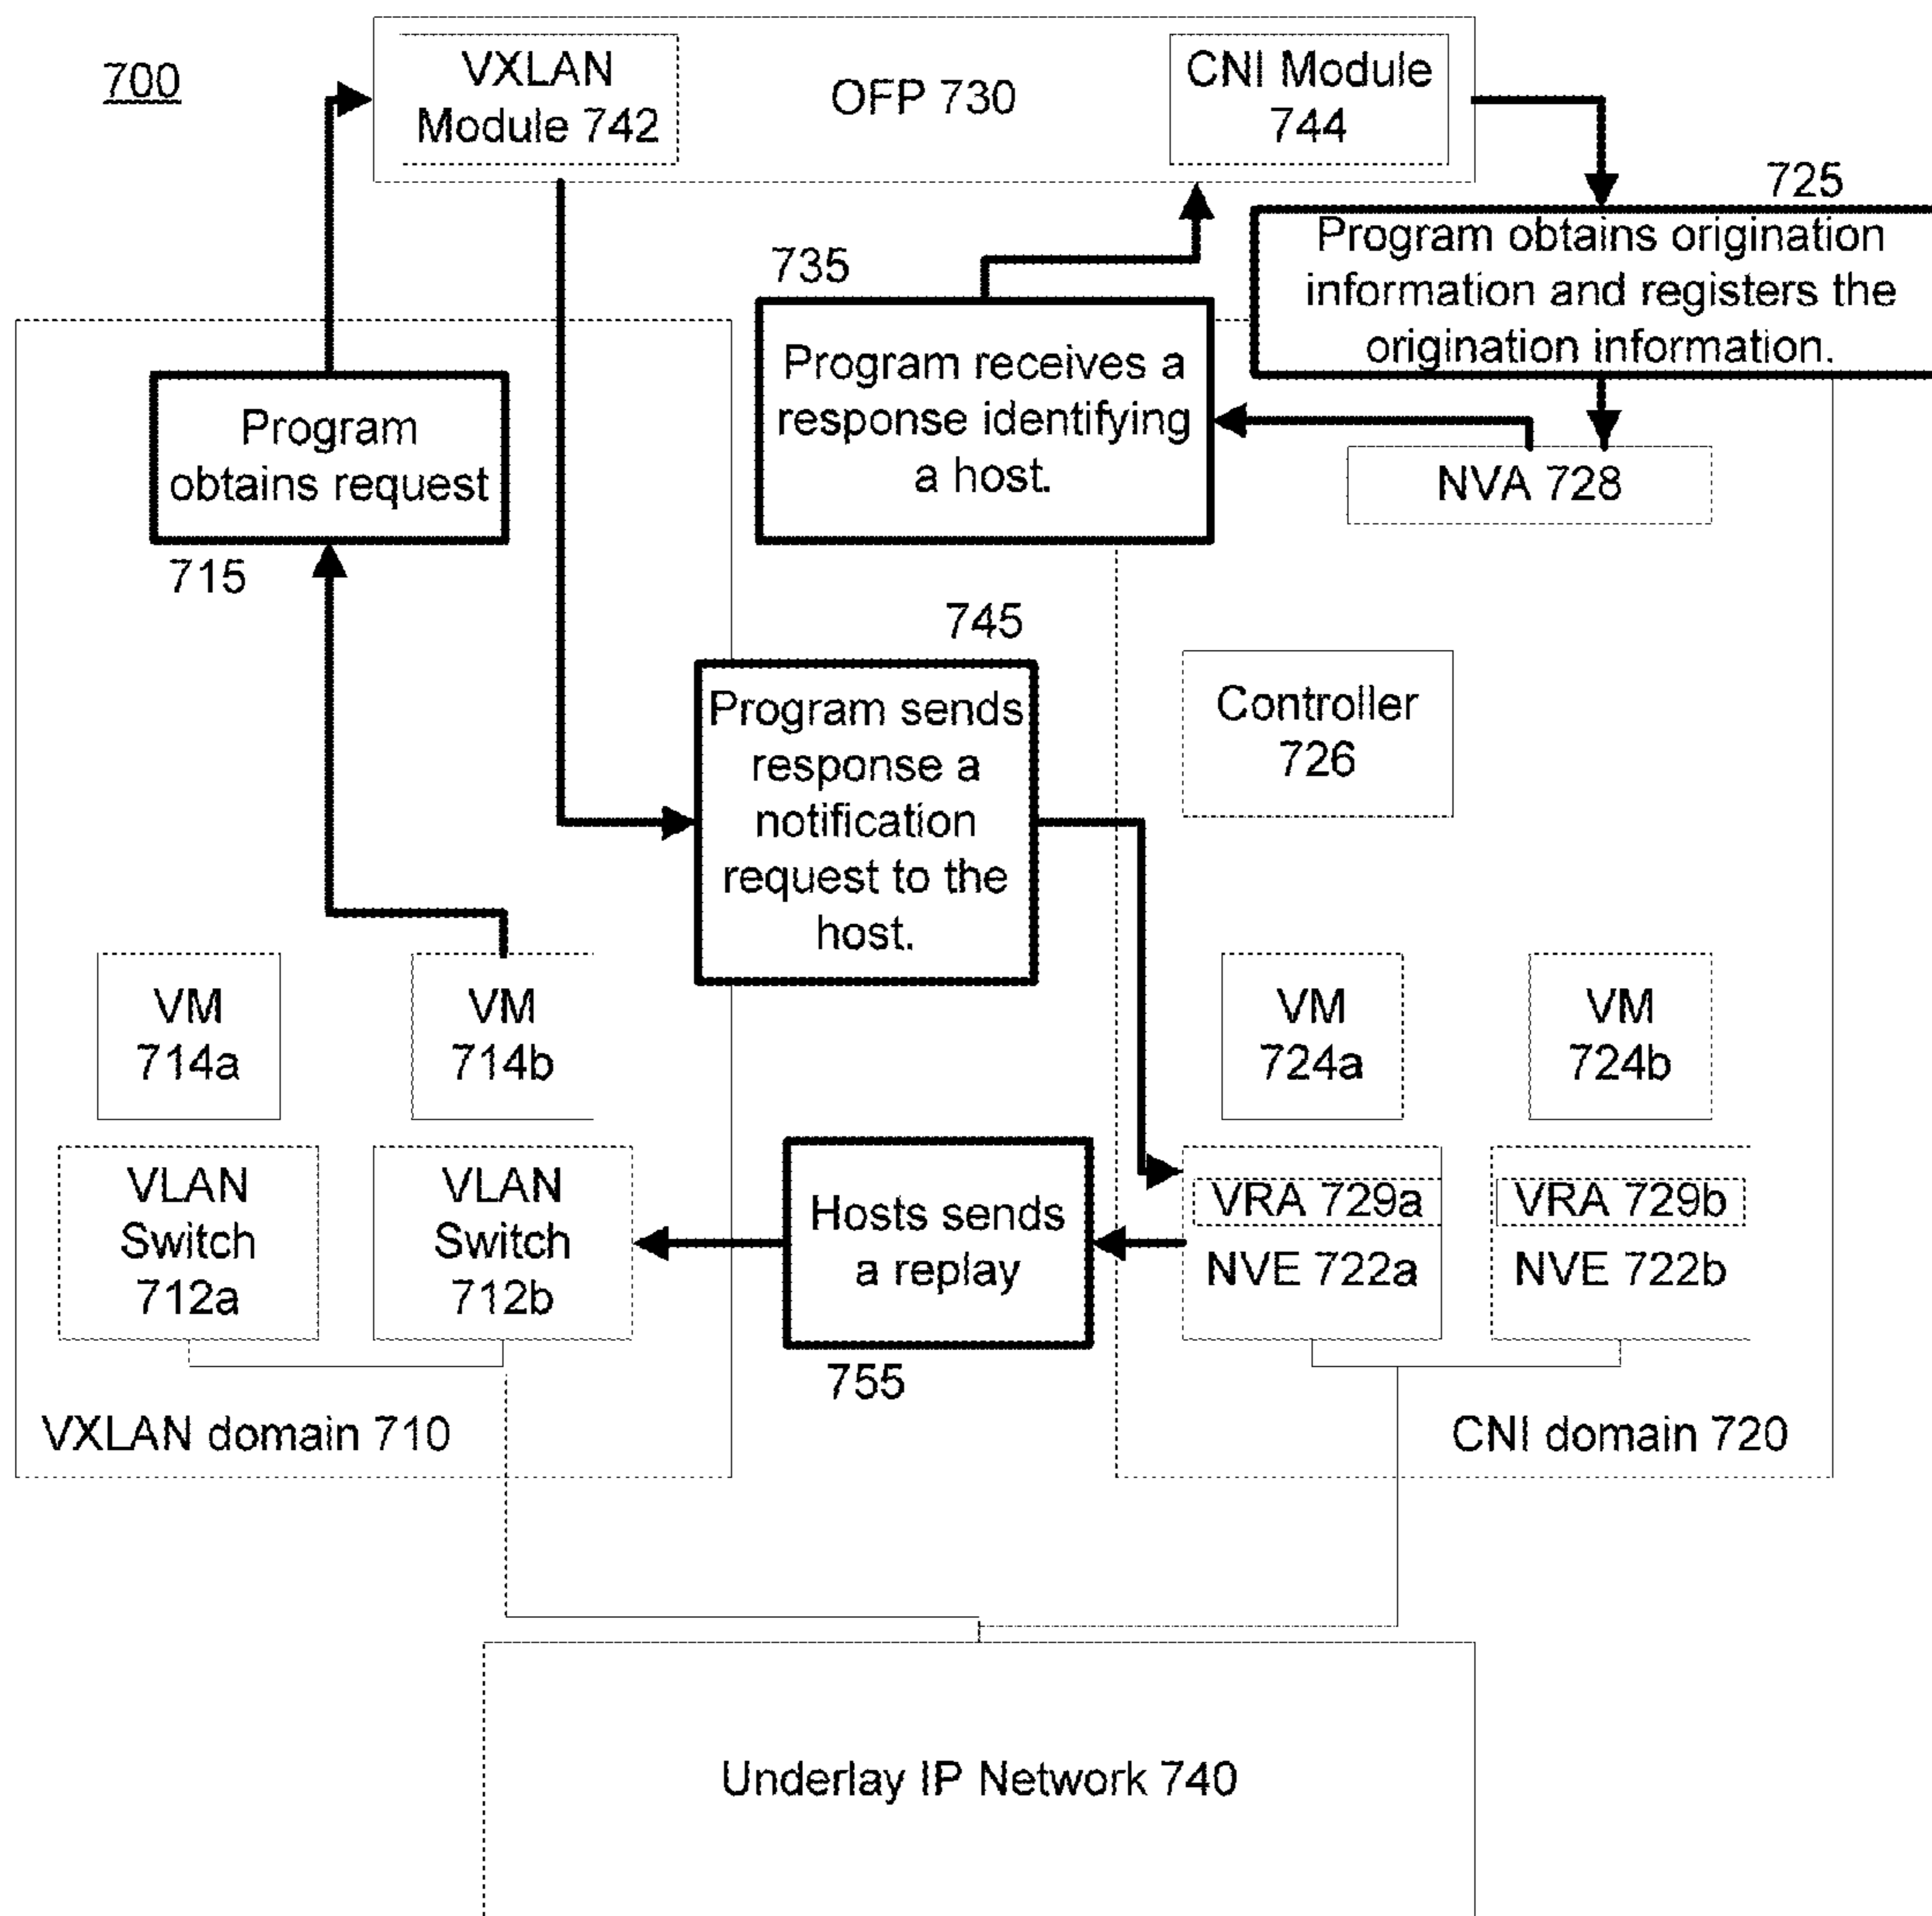 700
VXLAN
Module 742
OFP 730
CNI Module
744
725
Program obtains origination
information and registers the
origination information.
735
Program receives a
response identifying
a host.
Program
obtains request
715
NVA 728
745
Program sends
response a
notification
request to the
host.
Controller
726
VM
714a
VM
714b
VM
724a
VM
724b
VLAN
Switch
712a
VLAN
Switch
712b
Hosts sends
a replay
755
VRA 729a
NVE 722a
VRA 729b
NVE 722b
VXLAN domain 710
CNI domain 720
Underlay IP Network 740